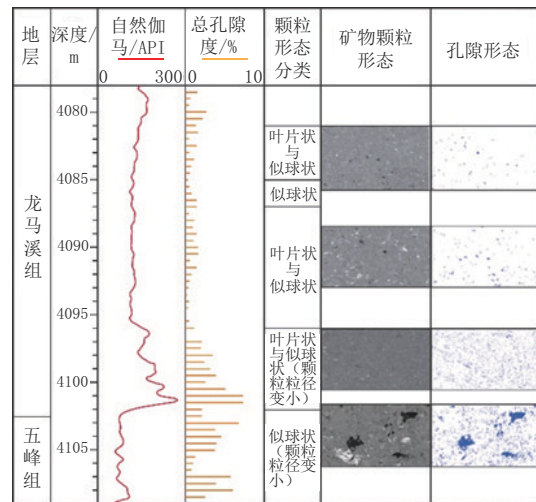 地层
深度/m
自然伽马/API
0 300
总孔隙度/%
0 10
颗粒形态分类
矿物颗粒形态
孔隙形态
龙马溪组
五峰组
4080
4085
4090
4095
4100
4105
叶片状
与
似球状
似球状
叶片状
与
似球状
叶片状
与似球
状（颗
粒粒径
变小）
似球状
（颗粒
粒径变
小）